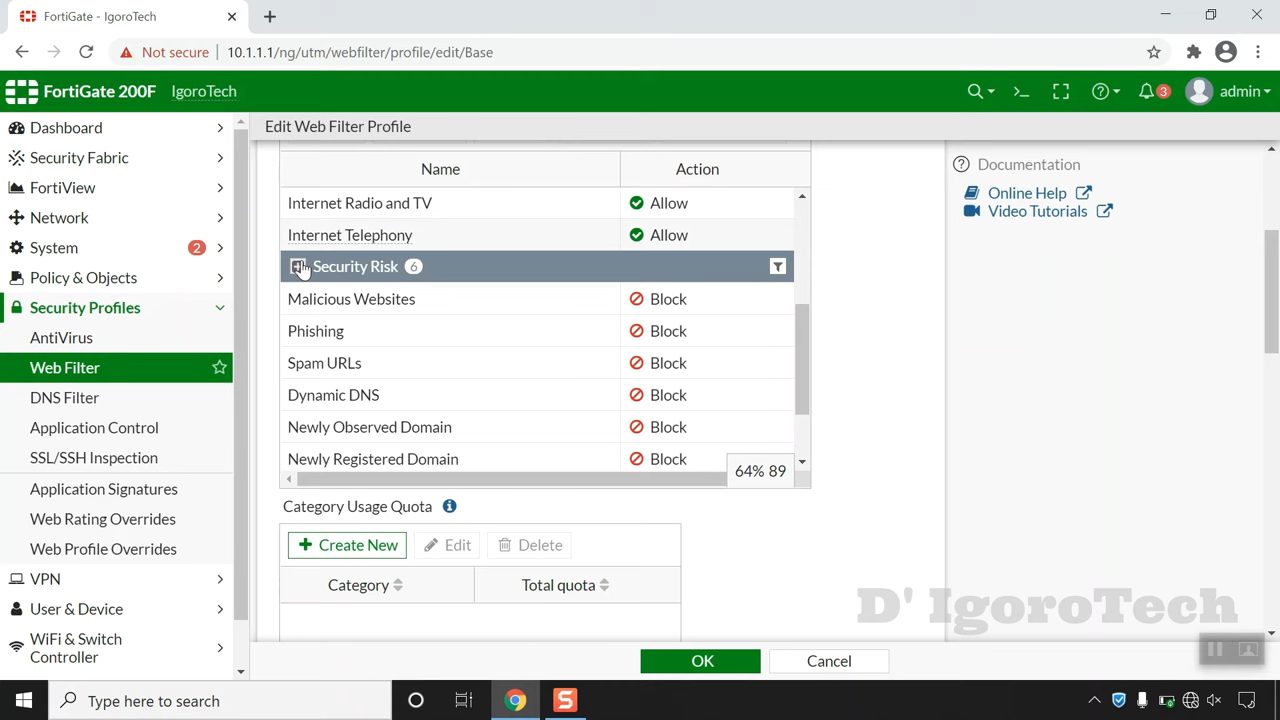 FortiGate - IgoroTech
Not secure
10.1.1.1/ng/utm/webfilter/profile/edit/Base
FortiGate 200F
IgoroTech
3
admin
Dashboard
Security Fabric
FortiView
Network
System
2
Policy & Objects
Security Profiles
AntiVirus
Web Filter
DNS Filter
Application Control
SSL/SSH Inspection
Application Signatures
Web Rating Overrides
Web Profile Overrides
VPN
User & Device
WiFi & Switch
Controller
Edit Web Filter Profile
Name Action
Internet Radio and TV Allow
Internet Telephony Allow
Security Risk 6
Malicious Websites Block
Phishing Block
Spam URLs Block
Dynamic DNS Block
Newly Observed Domain Block
Newly Registered Domain Block
64% 89
Category Usage Quota
Create New Edit Delete
Category Total quota
OK Cancel
Documentation
Online Help
Video Tutorials
D' IgoroTech
Type here to search
S